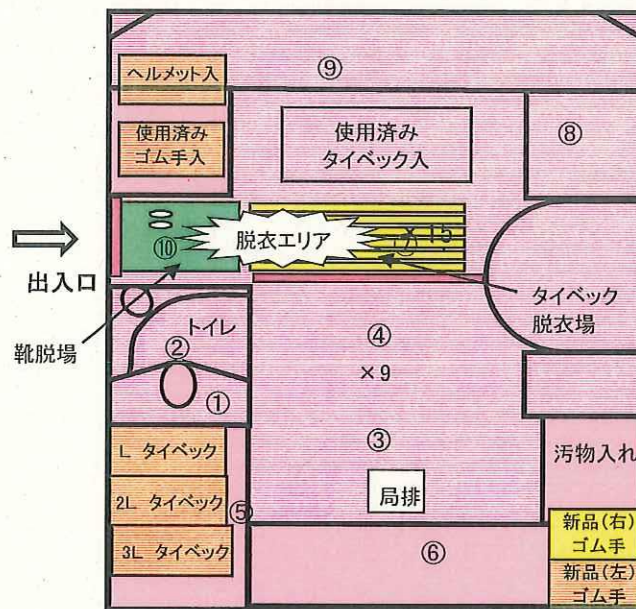 ヘルメット入
⑨
使用済み
ゴム手入
使用済み
タイベック入
⑧
⑩
脱衣エリア
×15
⑦
出入口
靴脱場
トイレ
②
①
④
×9
タイベック
脱衣場
③
局排
L タイベック
2L タイベック
3L タイベック
⑤
⑥
汚物入れ
新品(右)
ゴム手
新品(左)
ゴム手